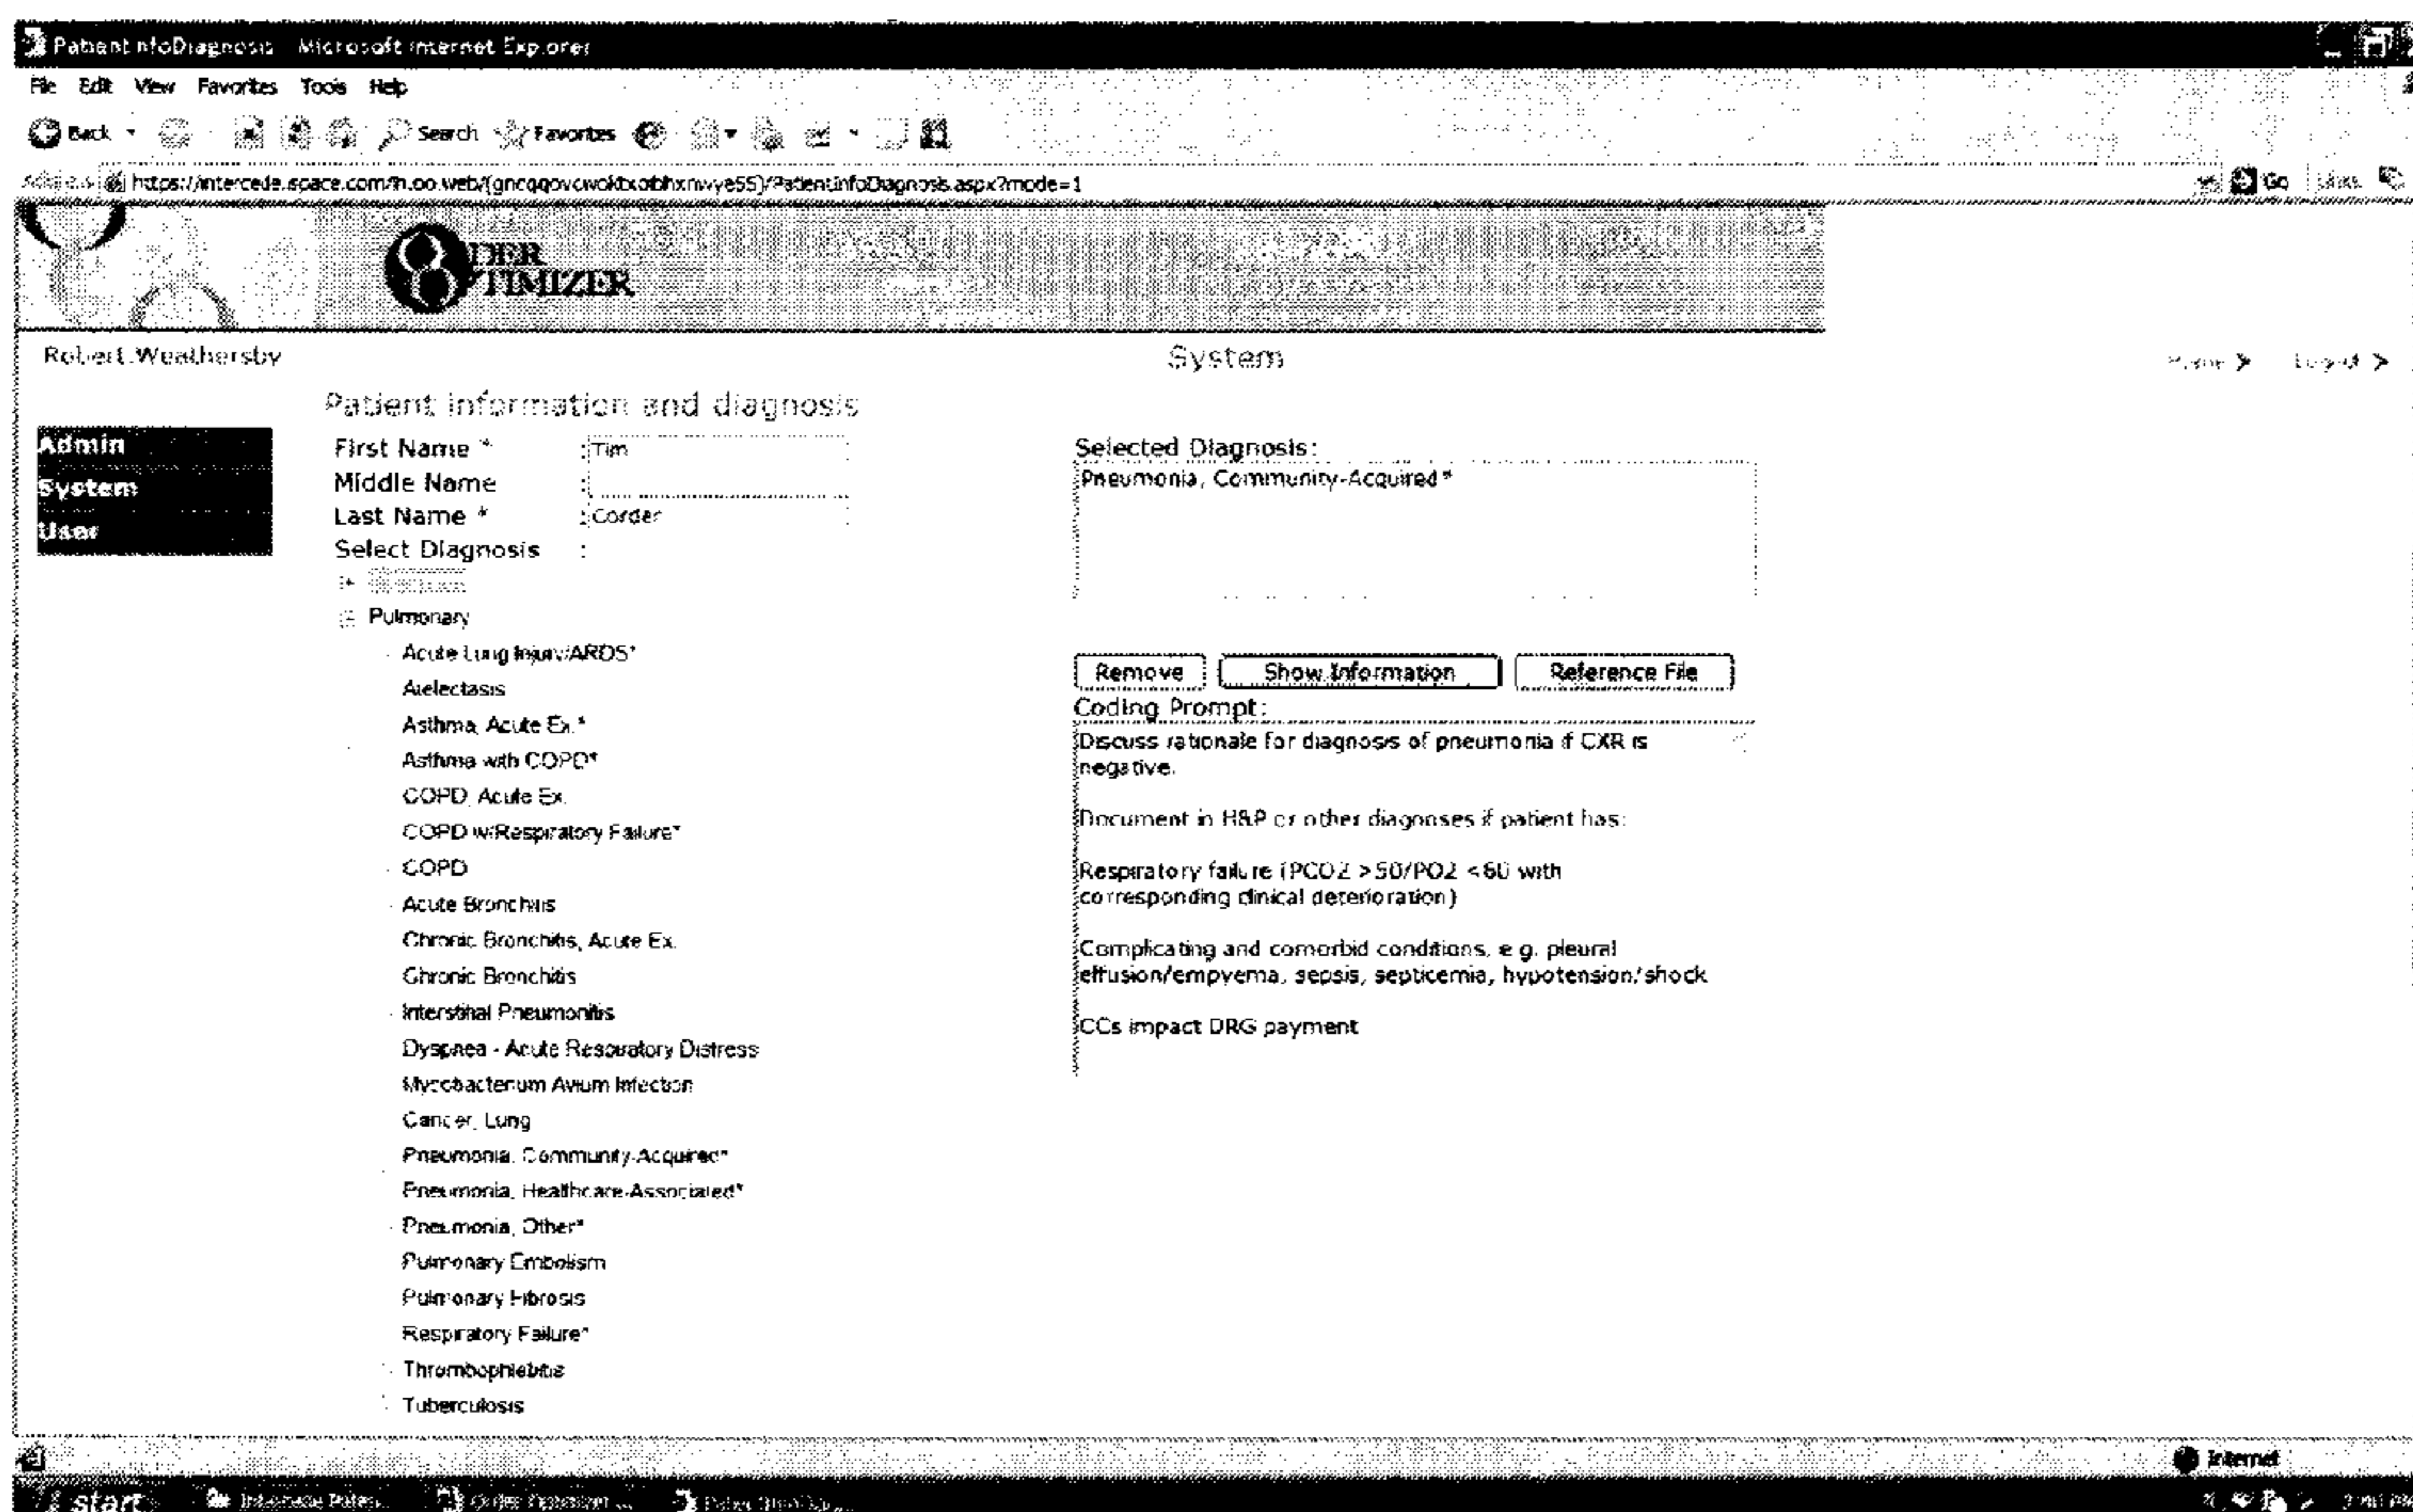 PatientInfoDiagnosis Microsoft Internet Explorer
File Edit View Favorites Tools Help
Back Search Favorites
Go Links
DER
TIMIZER
Robert.Weathersby
System
Home Logout
Patient information and diagnosis
Admin
System
User
First Name * : Tim
Middle Name :
Last Name * : Corder
Select Diagnosis :
Pulmonary
Acute Lung Injury/ARDS*
Atelectasis
Asthma, Acute Ex.*
Asthma with COPD*
COPD, Acute Ex.
COPD w/Respiratory Failure*
COPD
Acute Bronchitis
Chronic Bronchitis, Acute Ex.
Chronic Bronchitis
Interstitial Pneumonitis
Dyspnea - Acute Respiratory Distress
Mycobacterium Avium Infection
Cancer, Lung
Pneumonia, Community-Acquired*
Pneumonia, Healthcare-Associated*
Pneumonia, Other*
Pulmonary Embolism
Pulmonary Fibrosis
Respiratory Failure*
Thrombophlebitis
Tuberculosis
Selected Diagnosis:
Pneumonia, Community-Acquired*
Remove Show Information Reference File
Coding Prompt:
Discuss rationale for diagnosis of pneumonia if CXR is
negative.
Document in H&P or other diagnoses if patient has:
Respiratory failure (PCO2 >50/PO2 <60 with
corresponding clinical deterioration)
Complicating and comorbid conditions, e.g. pleural
effusion/empyema, sepsis, septicemia, hypotension/shock
CCs impact DRG payment
Internet
start